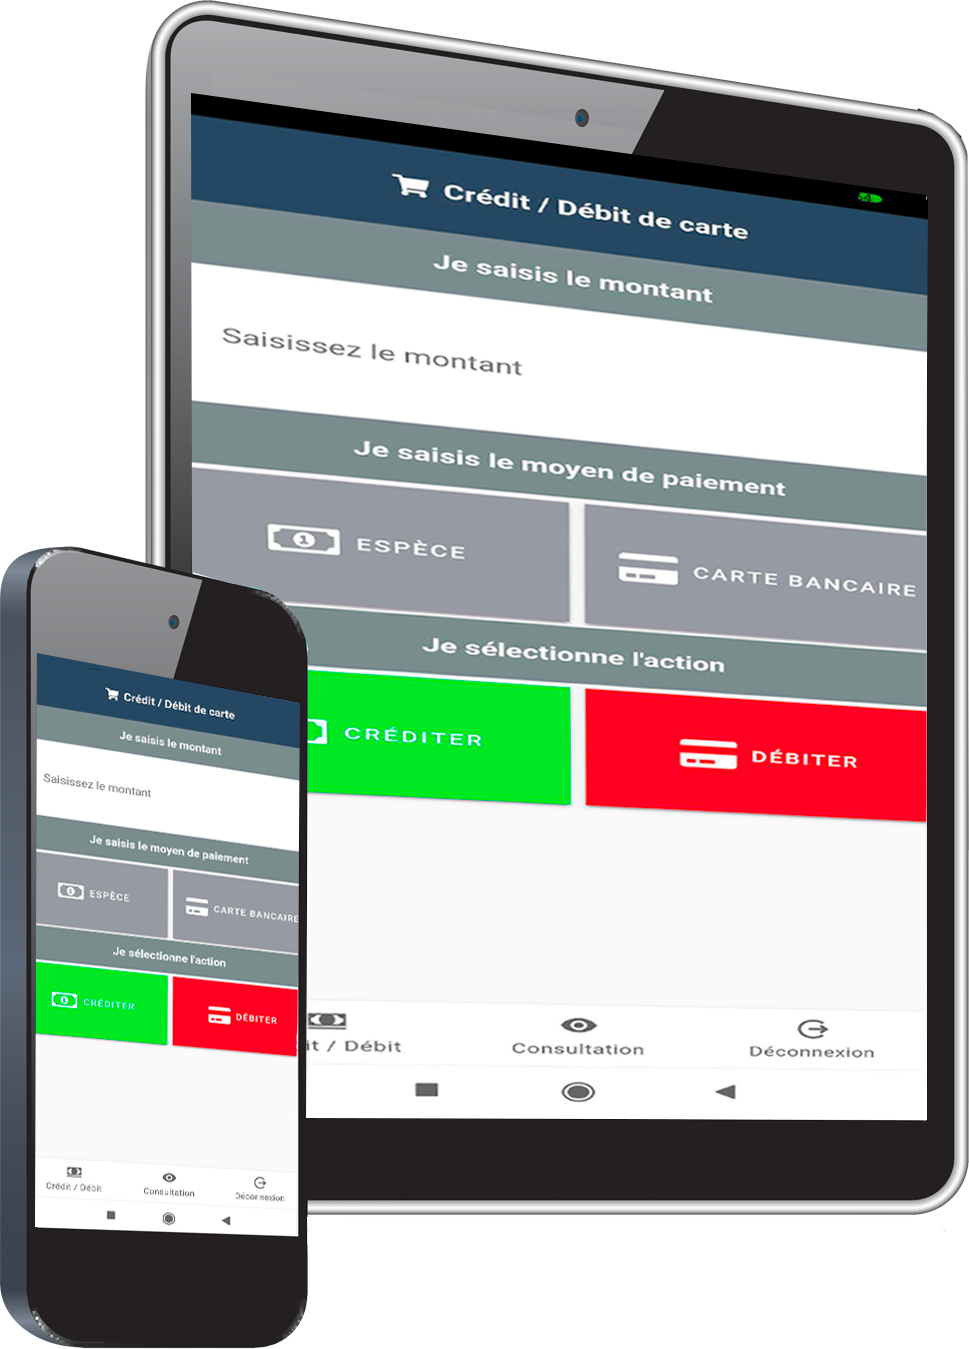 Crédit / Débit de carte
Je saisis le montant
Saisissez le montant
Je saisis le moyen de paiement
ESPÈCE
CARTE BANCAIRE
Je sélectionne l'action
CRÉDITER
DÉBITER
it / Débit
Consultation
Déconnexion
Crédit / Débit de carte
Je saisis le montant
Saisissez le montant
Je saisis le moyen de paiement
ESPÈCE
CARTE BANCAIRE
Je sélectionne l'action
CRÉDITER
DÉBITER
Crédit / Débit
Consultation
Déconnexion